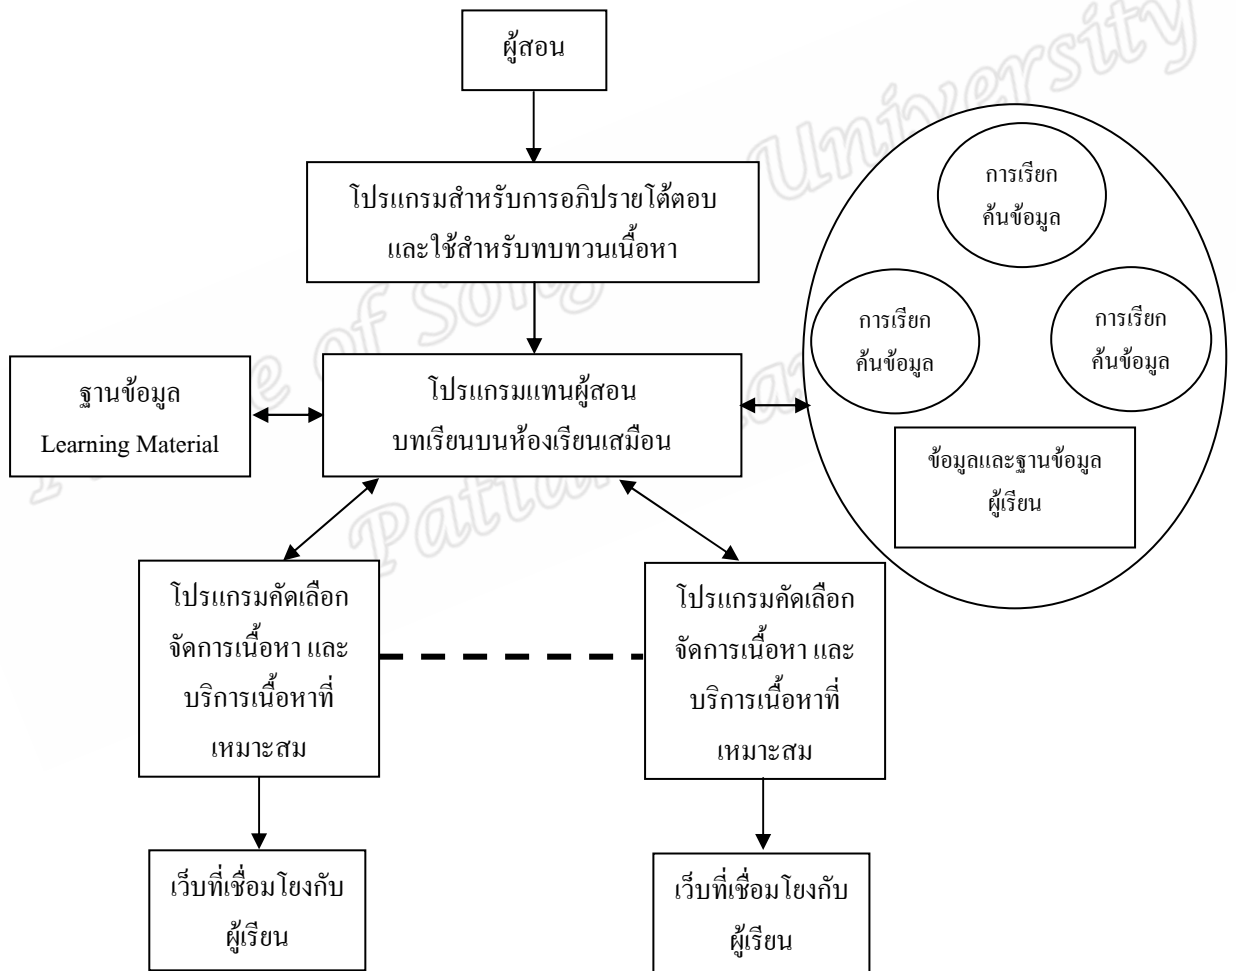 ผู้สอน
โปรแกรมสำหรับการอภิปรายโต้ตอบ
และใช้สำหรับทบทวนเนื้อหา
การเรียก
ค้นข้อมูล
การเรียก
ค้นข้อมูล
การเรียก
ค้นข้อมูล
ข้อมูลและฐานข้อมูล
ผู้เรียน
ฐานข้อมูล
Learning Material
โปรแกรมแทนผู้สอน
บทเรียนบนห้องเรียนเสมือน
โปรแกรมคัดเลือก
จัดการเนื้อหา และ
บริการเนื้อหาที่
เหมาะสม
โปรแกรมคัดเลือก
จัดการเนื้อหา และ
บริการเนื้อหาที่
เหมาะสม
เว็บที่เชื่อมโยงกับ
ผู้เรียน
เว็บที่เชื่อมโยงกับ
ผู้เรียน
University
of